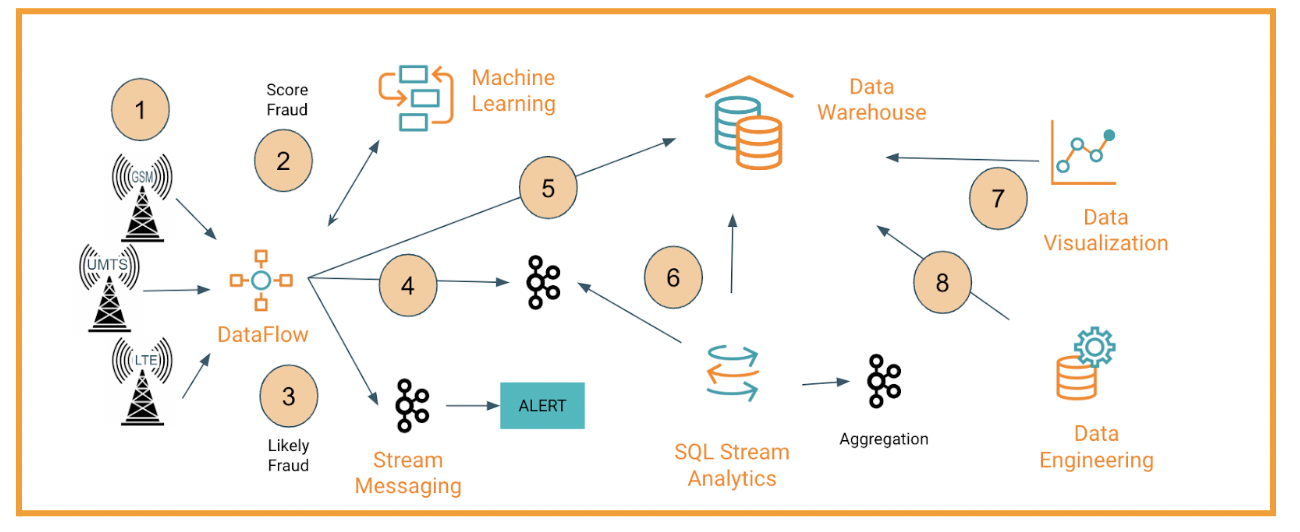 1
Score
Fraud
2
Machine
Learning
Data
Warehouse
GSM
5
7
Data
Visualization
UMTS
4
6
8
DataFlow
LTE
3
Likely
Fraud
ALERT
Stream
Messaging
SQL Stream
Analytics
Aggregation
Data
Engineering